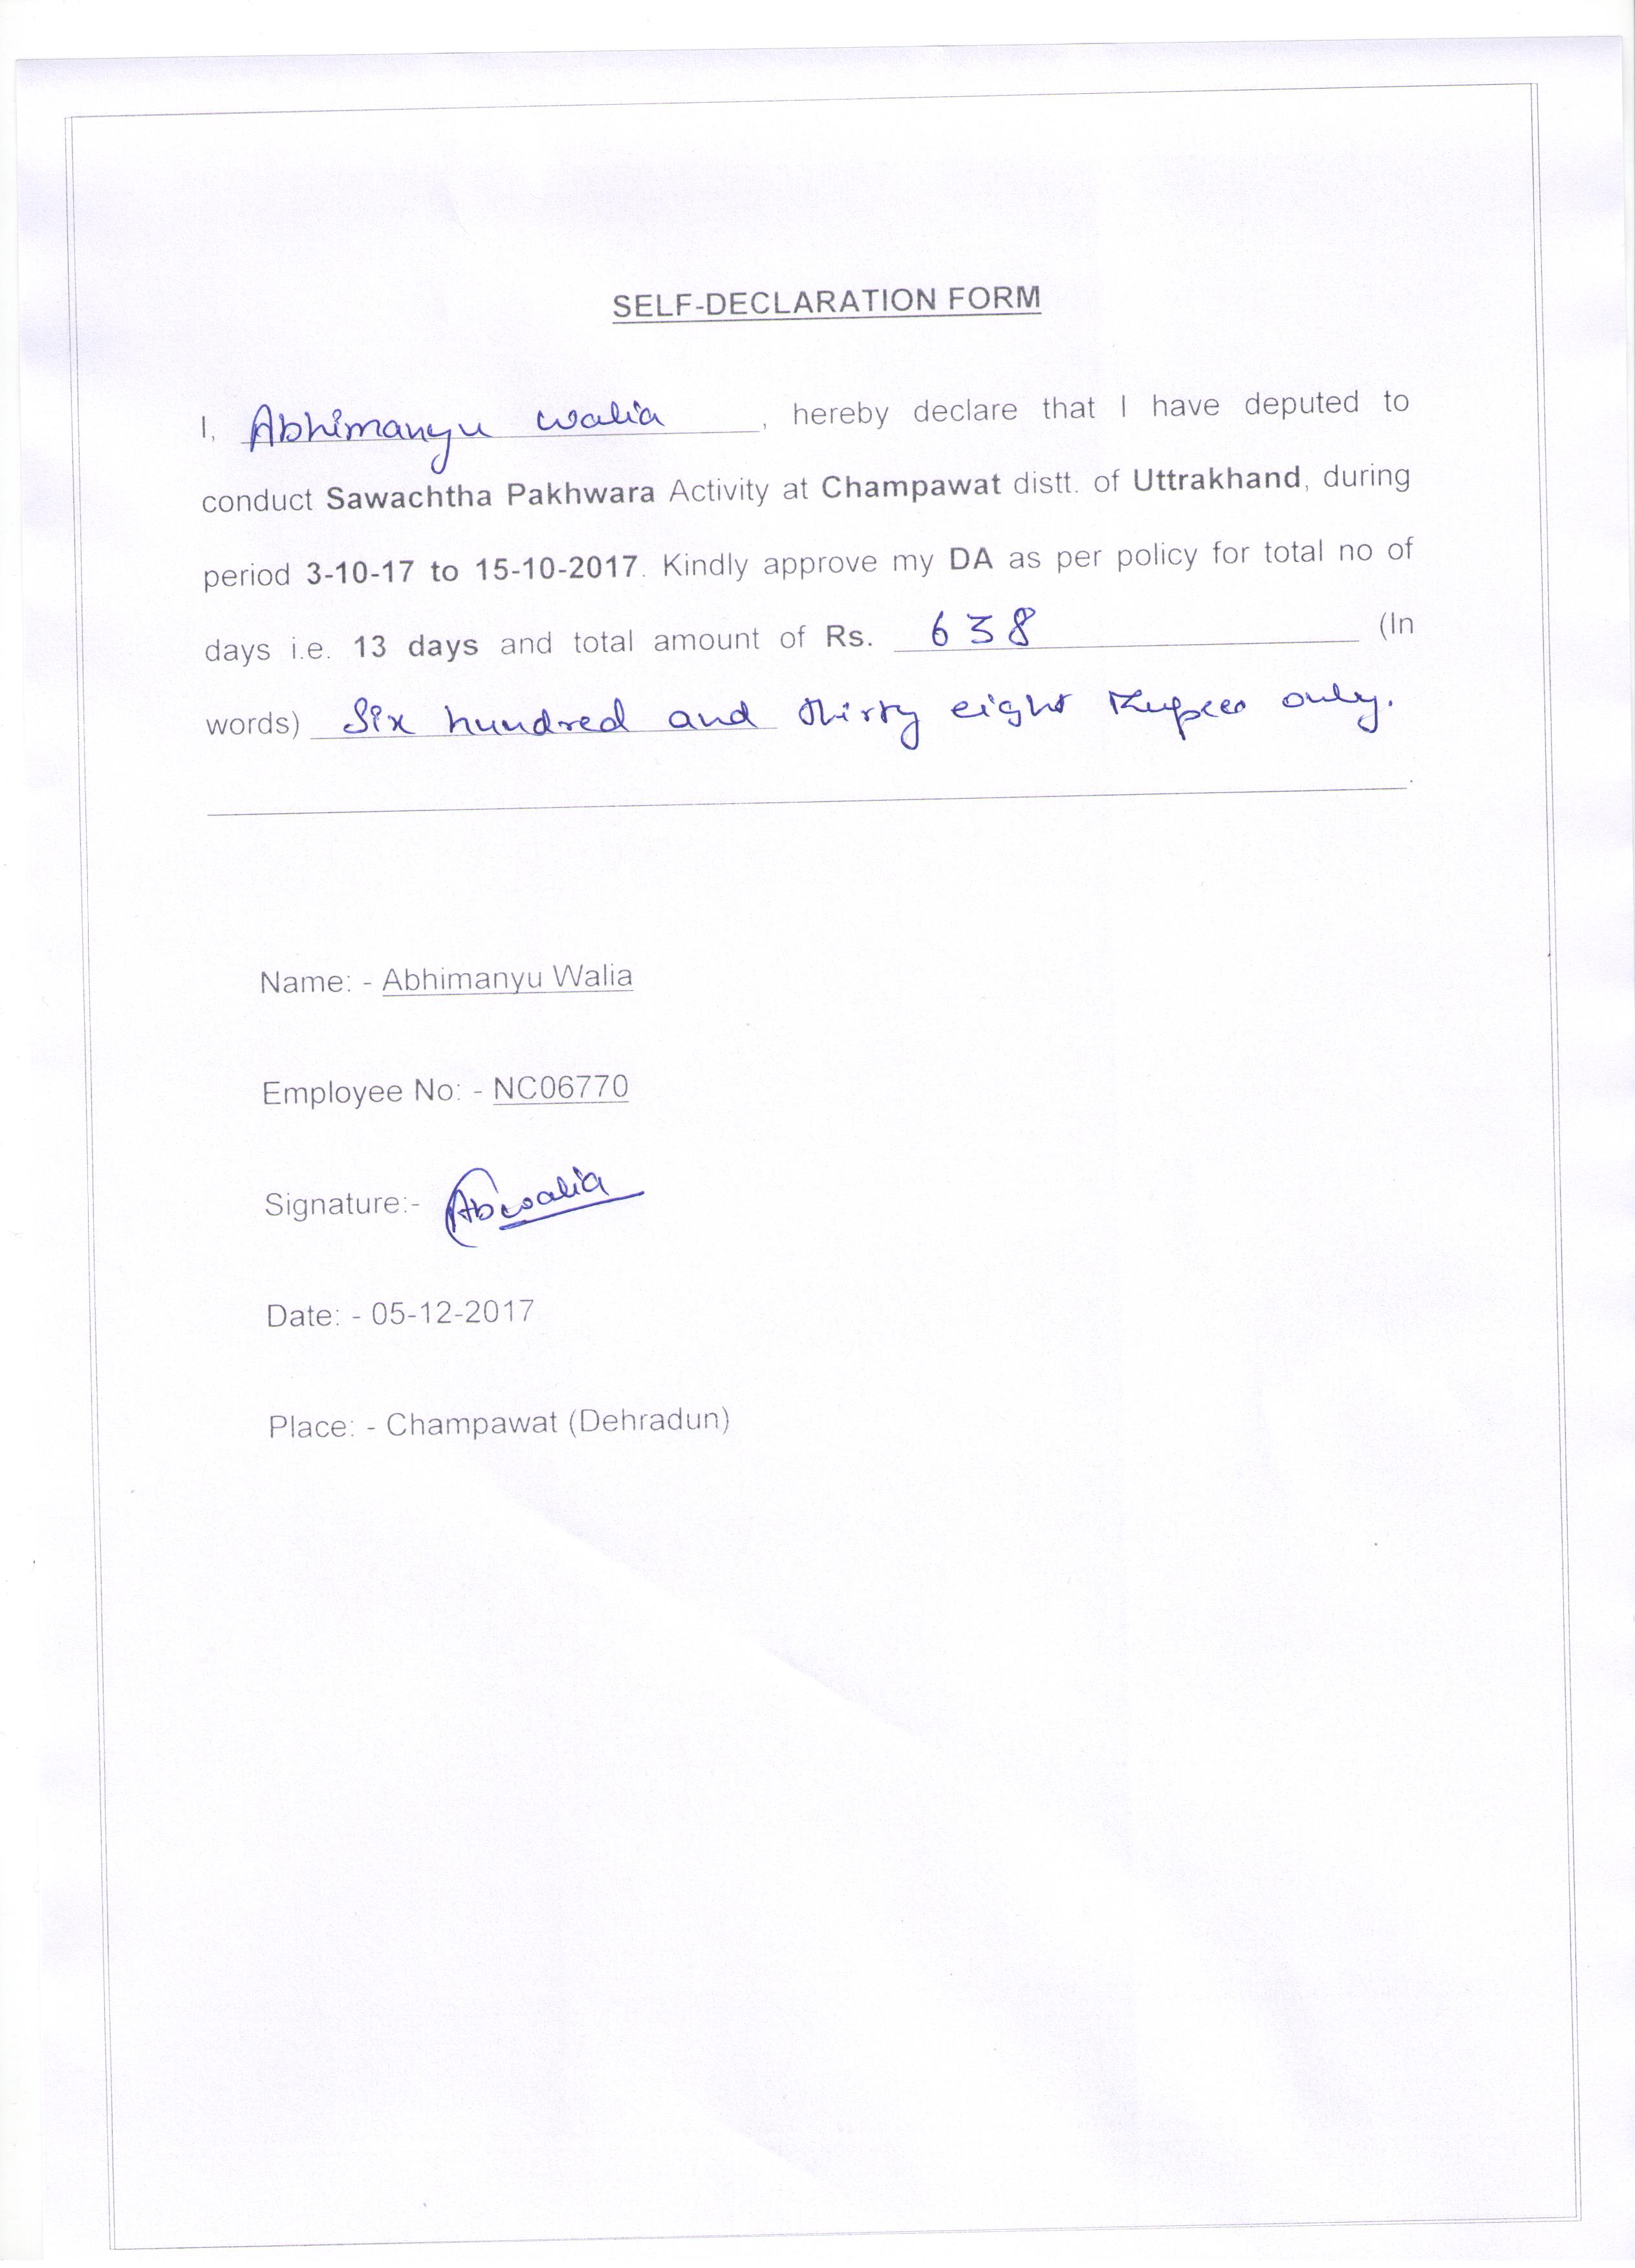 SELF-DECLARATION FORM
I, Abhimanyu Walia, hereby declare that I have deputed to
conduct Sawachtha Pakhwara Activity at Champawat distt. of Uttrakhand, during
period 3-10-17 to 15-10-2017. Kindly approve my DA as per policy for total no of
days i.e. 13 days and total amount of Rs. 638 (In
words) Six hundred and thirty eight Rupees only.
Name: - Abhimanyu Walia
Employee No: - NC06770
Signature:- Abwalia
Date: - 05-12-2017
Place: - Champawat (Dehradun)